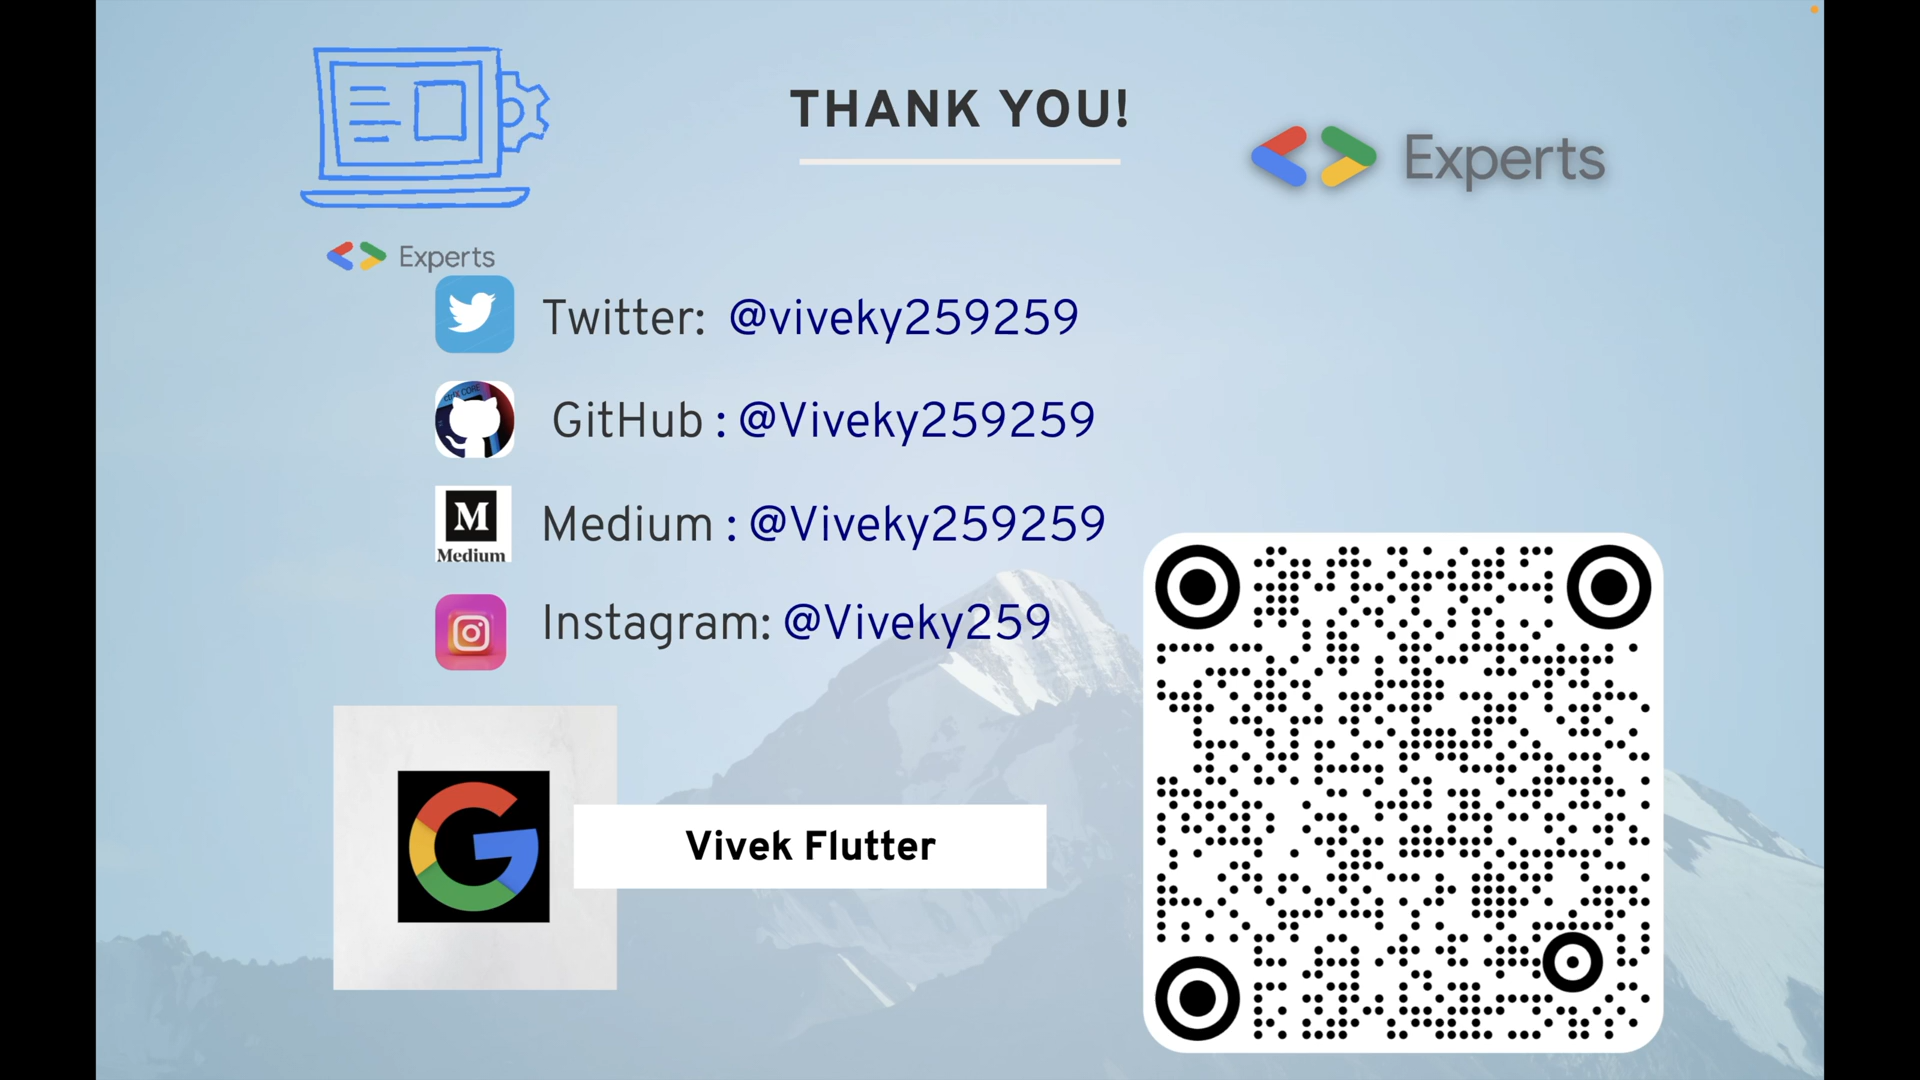 THANK YOU!
Experts
Experts
Twitter: @viveky259259
GitHub : @Viveky259259
Medium : @Viveky259259
Medium
Instagram: @Viveky259
Vivek Flutter